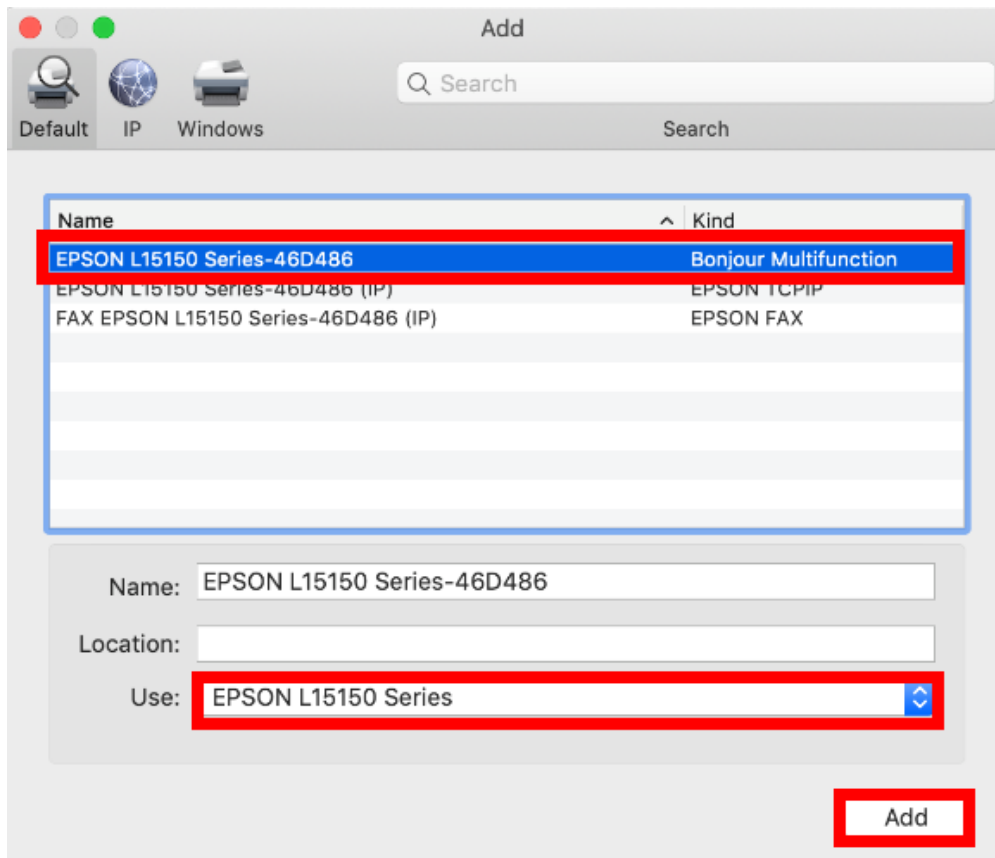 Add
Search
Default IP Windows Search
Name Kind
EPSON L15150 Series-46D486 Bonjour Multifunction
EPSON L15150 Series-46D486 (IP) EPSON TCPIP
FAX EPSON L15150 Series-46D486 (IP) EPSON FAX
Name: EPSON L15150 Series-46D486
Location:
Use: EPSON L15150 Series
Add